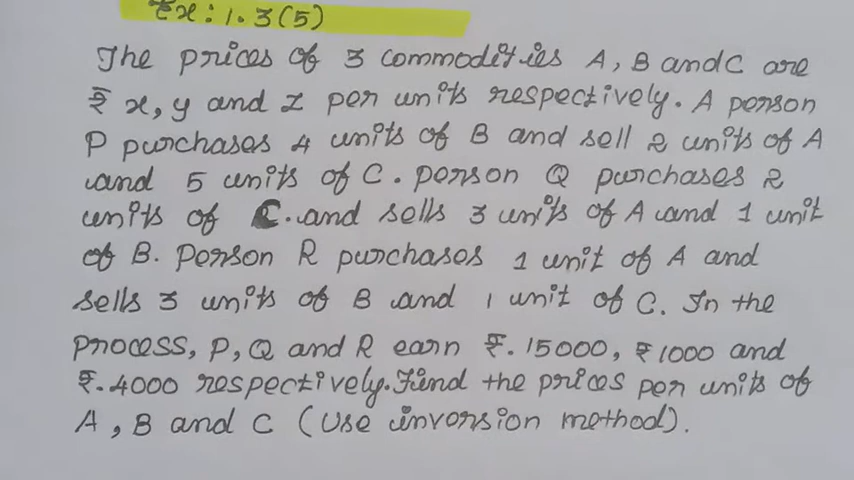 Ex: 1.3(5)
The prices of 3 commodities A, B and C are
₹ x, y and z per units respectively. A person
P purchases 4 units of B and sell 2 units of A
and 5 units of C. person Q purchases 2
units of C. and sells 3 units of A and 1 unit
of B. Person R purchases 1 unit of A and
sells 3 units of B and 1 unit of C. In the
process, P, Q and R earn ₹. 15000, ₹1000 and
₹. 4000 respectively. Find the prices per units of
A, B and C (Use inversion method).